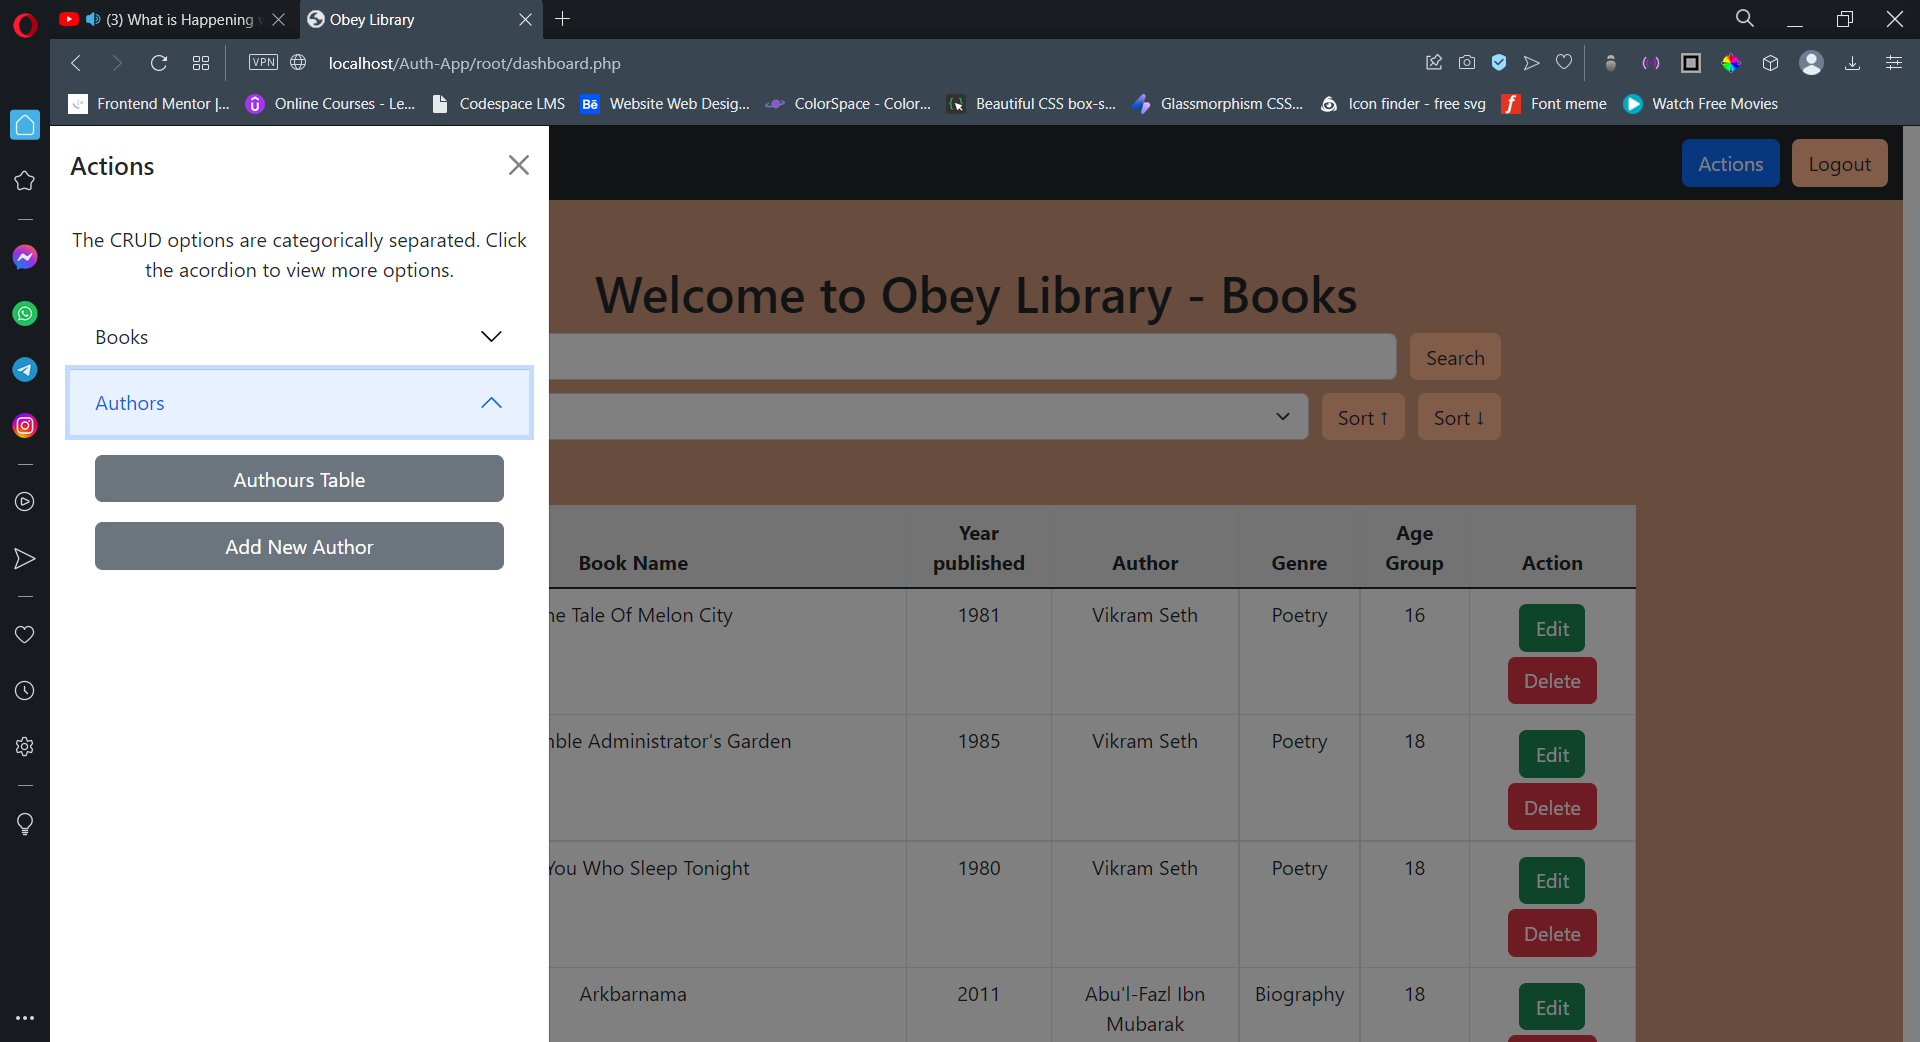 (3) What is Happening
Obey Library
VPN
localhost/Auth-App/root/dashboard.php
Frontend Mentor |...
Online Courses - Le...
Codespace LMS
Bē
Website Web Desig...
ColorSpace - Color...
Beautiful CSS box-s...
Glassmorphism CSS...
Icon finder - free svg
Font meme
Watch Free Movies
Actions
The CRUD options are categorically separated. Click
the acordion to view more options.
Books
Authors
Authours Table
Add New Author
Actions
Logout
Welcome to Obey Library - Books
Search
Sort ↑
Sort ↓
Book Name
Year
published
Author
Genre
Age
Group
Action
ne Tale Of Melon City
1981
Vikram Seth
Poetry
16
Edit
Delete
nble Administrator's Garden
1985
Vikram Seth
Poetry
18
Edit
Delete
You Who Sleep Tonight
1980
Vikram Seth
Poetry
18
Edit
Delete
Arkbarnama
2011
Abu'l-Fazl Ibn
Mubarak
Biography
18
Edit